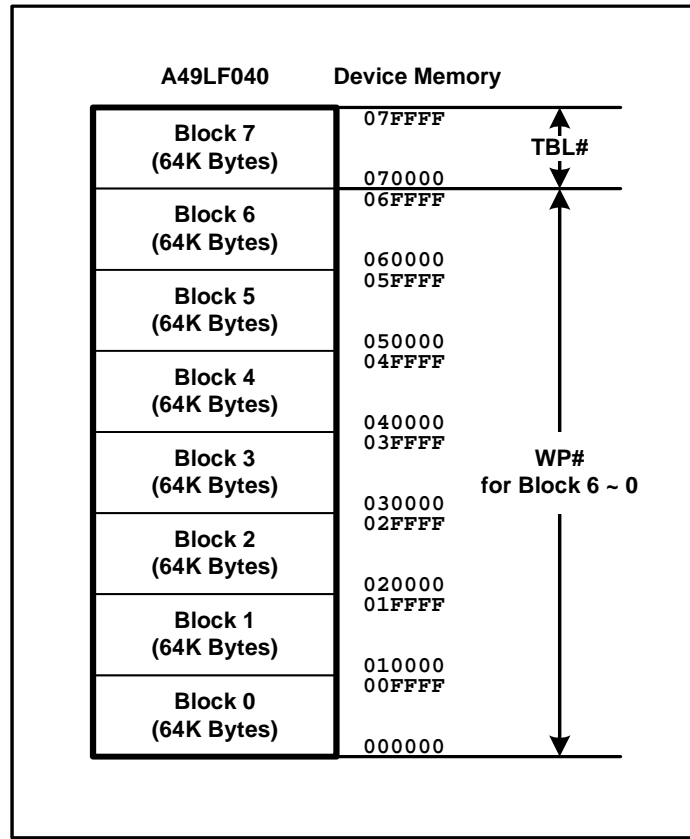 A49LF040 Device Memory
07FFFF
Block 7
(64K Bytes)
TBL#
070000
06FFFF
Block 6
(64K Bytes)
060000
05FFFF
Block 5
(64K Bytes)
050000
04FFFF
Block 4
(64K Bytes)
040000
03FFFF
Block 3
(64K Bytes)
WP#
for Block 6 ~ 0
030000
02FFFF
Block 2
(64K Bytes)
020000
01FFFF
Block 1
(64K Bytes)
010000
00FFFF
Block 0
(64K Bytes)
000000